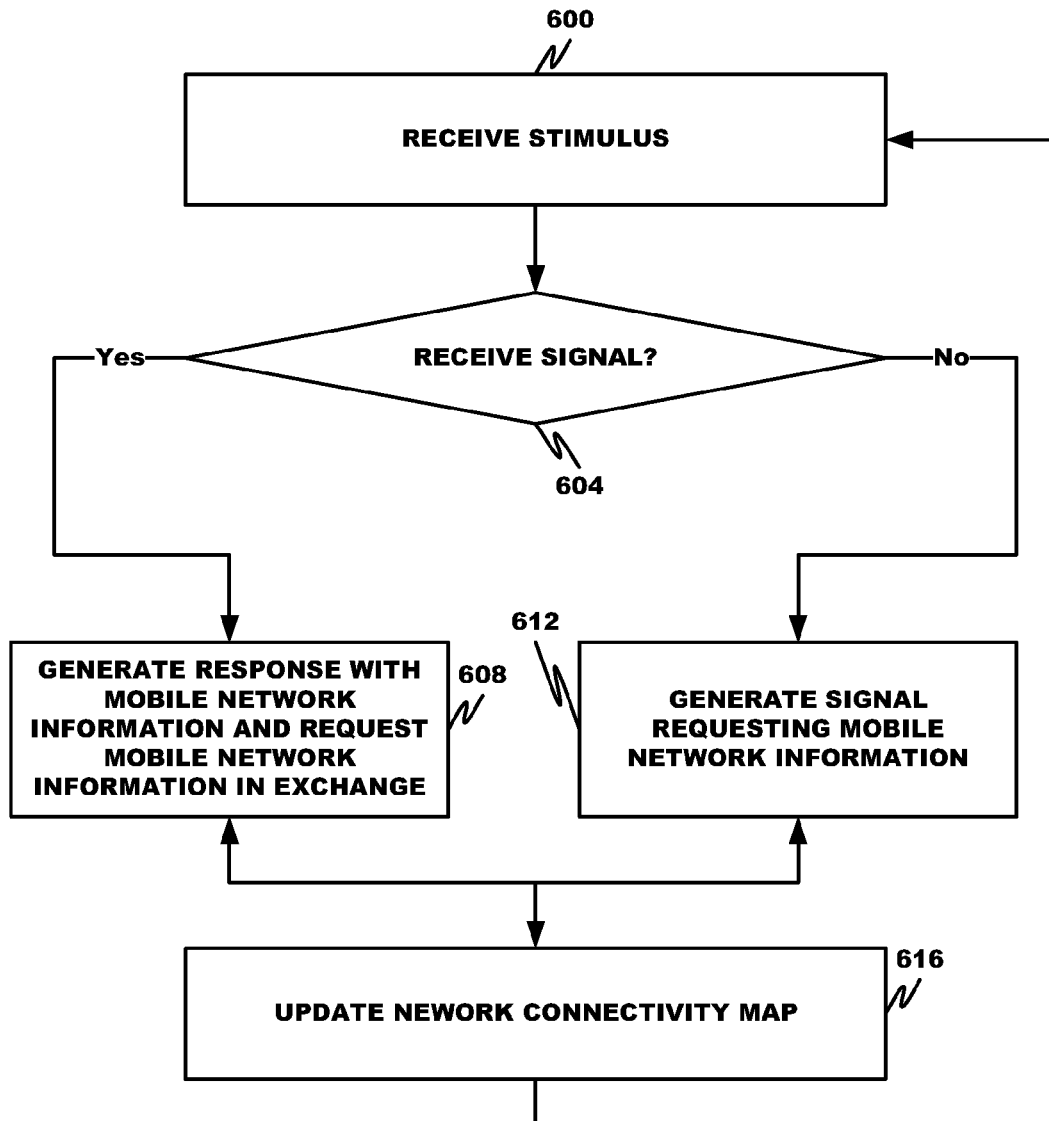 600
RECEIVE STIMULUS
Yes
RECEIVE SIGNAL?
No
604
612
GENERATE RESPONSE WITH
MOBILE NETWORK
INFORMATION AND REQUEST
MOBILE NETWORK
INFORMATION IN EXCHANGE
608
GENERATE SIGNAL
REQUESTING MOBILE
NETWORK INFORMATION
616
UPDATE NEWORK CONNECTIVITY MAP